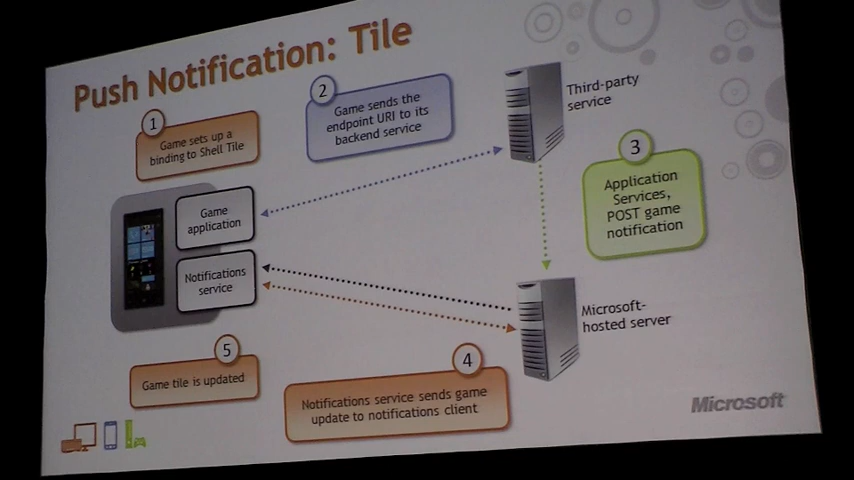 Push Notification: Tile
1
Game sets up a
binding to Shell Tile
2
Game sends the
endpoint URI to its
backend service
Third-party
service
3
Application
Services,
POST game
notification
Game
application
Notifications
service
Microsoft-
hosted server
5
Game tile is updated
4
Notifications service sends game
update to notifications client
Microsoft